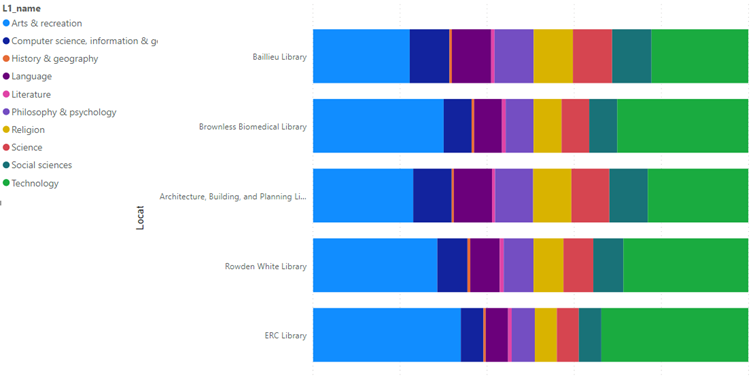 L1_name
Arts & recreation
Computer science, information & g
History & geography
Language
Literature
Philosophy & psychology
Religion
Science
Social sciences
Technology
Locat
Baillieu Library
Brownless Biomedical Library
Architecture, Building, and Planning Li...
Rowden White Library
ERC Library